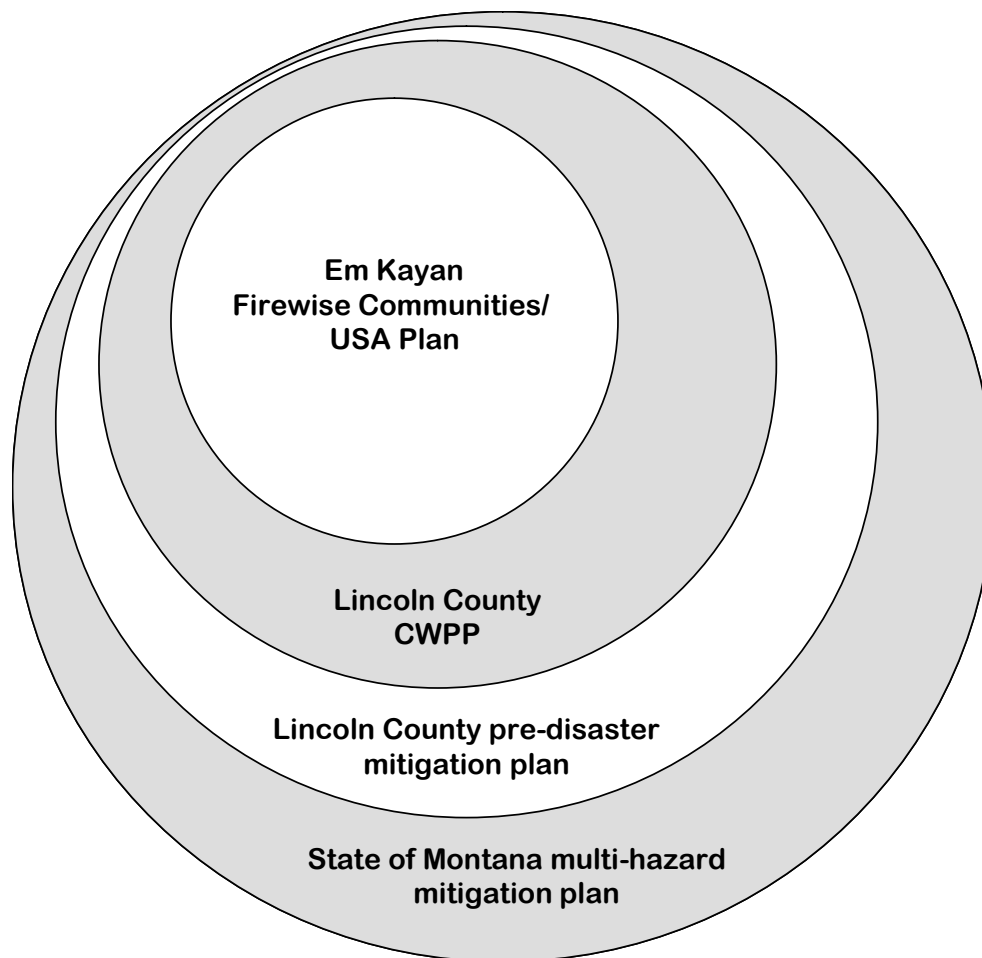 Em Kayan
Firewise Communities/
USA Plan
Lincoln County
CWPP
Lincoln County pre-disaster
mitigation plan
State of Montana multi-hazard
mitigation plan